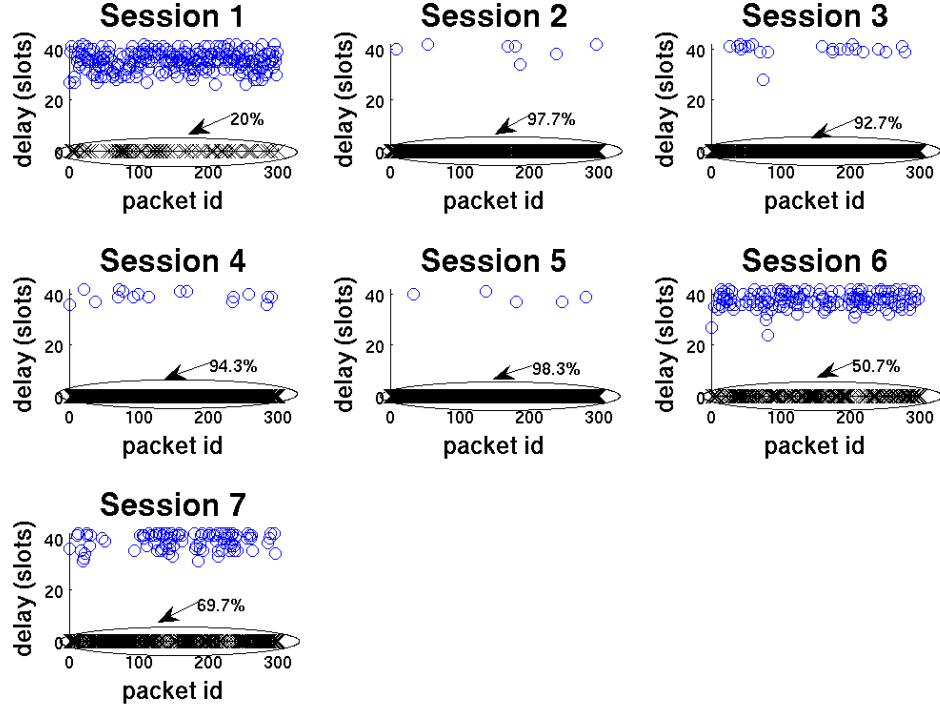 Session 1
40
20
0
delay (slots)
20%
0 100 200 300
packet id
Session 2
40
20
0
delay (slots)
97.7%
0 100 200 300
packet id
Session 3
40
20
0
delay (slots)
92.7%
0 100 200 300
packet id
Session 4
40
20
0
delay (slots)
94.3%
0 100 200 300
packet id
Session 5
40
20
0
delay (slots)
98.3%
0 100 200 300
packet id
Session 6
40
20
0
delay (slots)
50.7%
0 100 200 300
packet id
Session 7
40
20
0
delay (slots)
69.7%
0 100 200 300
packet id